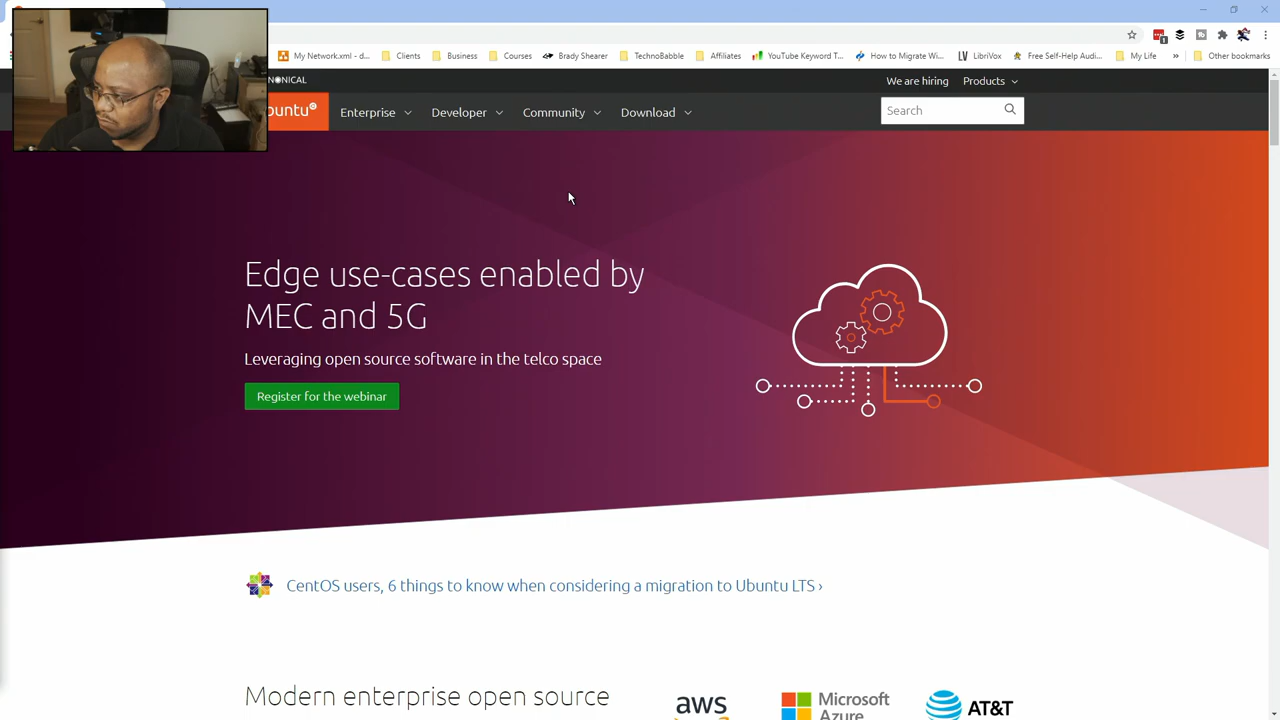 My Network.xml - d...
Clients
Business
Courses
Brady Shearer
TechnoBabble
Affiliates
YouTube Keyword T...
How to Migrate Wi...
LibriVox
Free Self-Help Audi...
My Life
»
Other bookmarks
NONICAL
We are hiring
Products
buntu
Enterprise
Developer
Community
Download
Search
Edge use-cases enabled by
MEC and 5G
Leveraging open source software in the telco space
Register for the webinar
CentOS users, 6 things to know when considering a migration to Ubuntu LTS ›
Modern enterprise open source
aws
Microsoft
Azure
AT&T